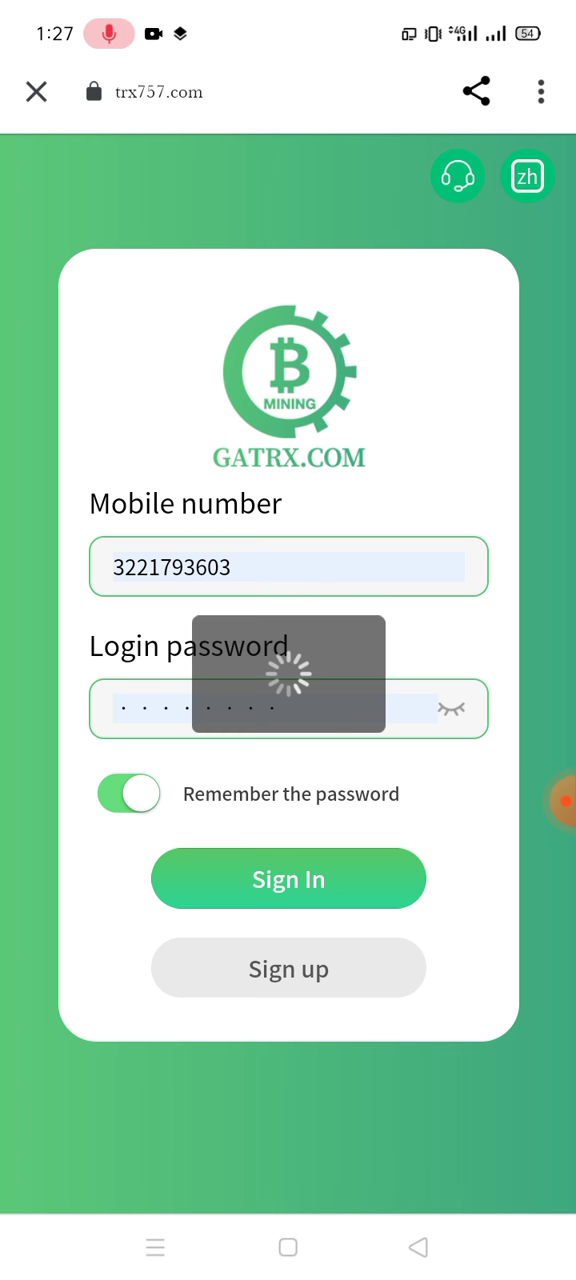 1:27
4G
54
trx757.com
zh
B
MINING
GATRX.COM
Mobile number
3221793603
Login password
........
Remember the password
Sign In
Sign up